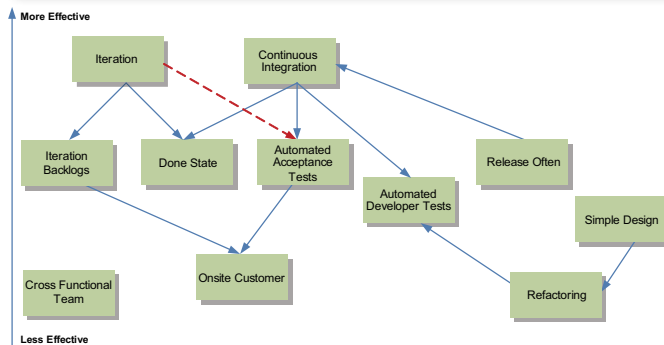 More Effective
Iteration
Continuous
Integration
Iteration
Backlogs
Done State
Automated
Acceptance
Tests
Release Often
Automated
Developer Tests
Simple Design
Cross Functional
Team
Onsite Customer
Refactoring
Less Effective